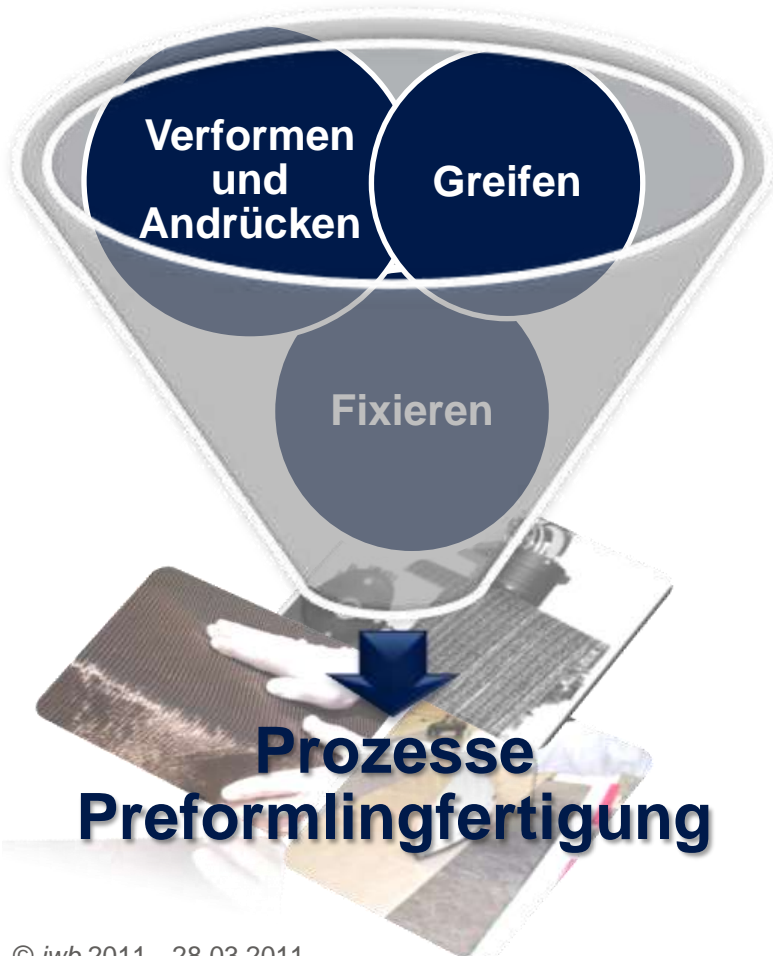 Verformen
und
Andrücken
Greifen
Fixieren
Prozesse
Preformlingfertigung
© iwb 2011 28.03.2011